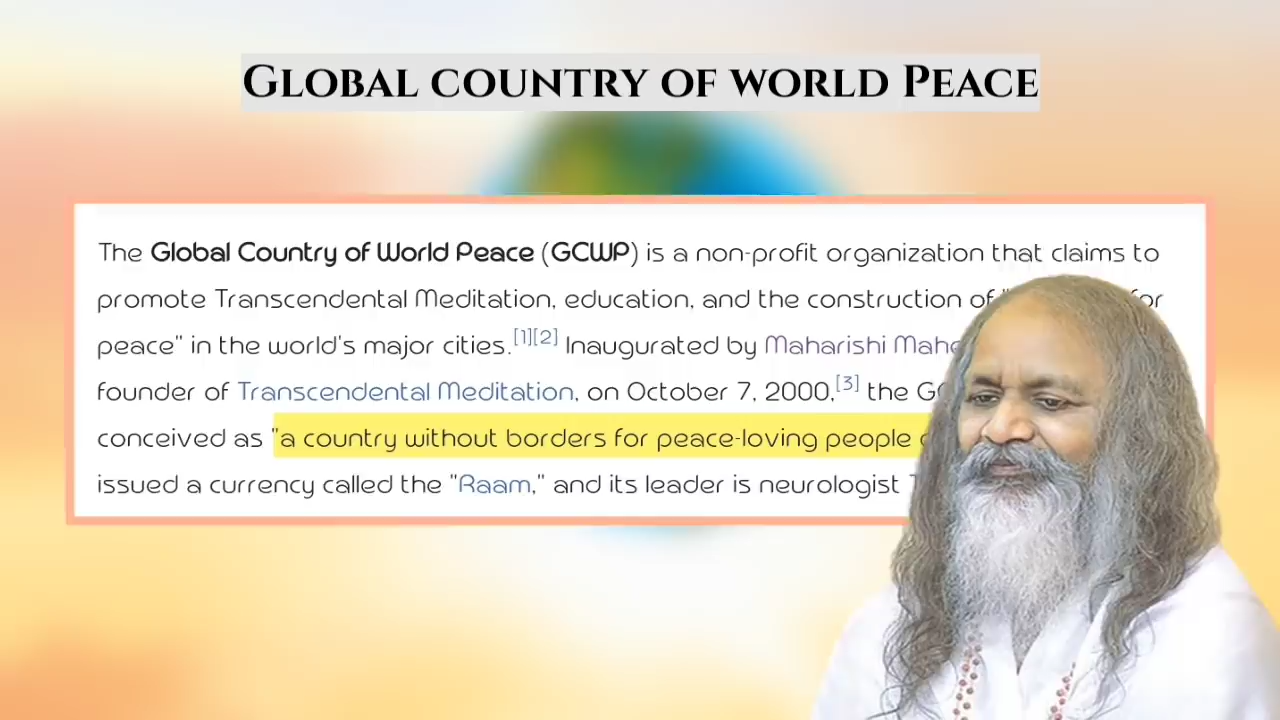 GLOBAL COUNTRY OF WORLD PEACE
The Global Country of World Peace (GCWP) is a non-profit organization that claims to
promote Transcendental Meditation, education, and the construction of
peace" in the world's major cities.[1][2] Inaugurated by Maharishi
founder of Transcendental Meditation, on October 7, 2000,[3] the
conceived as "a country without borders for peace-loving people
issued a currency called the "Raam," and its leader is neurologist